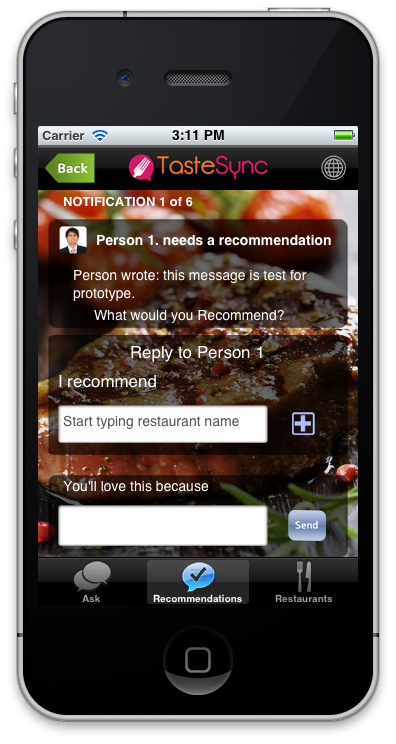 Carrier 3:11 PM
Back TasteSync
NOTIFICATION 1 of 6
Person 1. needs a recommendation
Person wrote: this message is test for
prototype.
What would you Recommend?
Reply to Person 1
I recommend
Start typing restaurant name
You'll love this because
Send
Ask Recommendations Restaurants